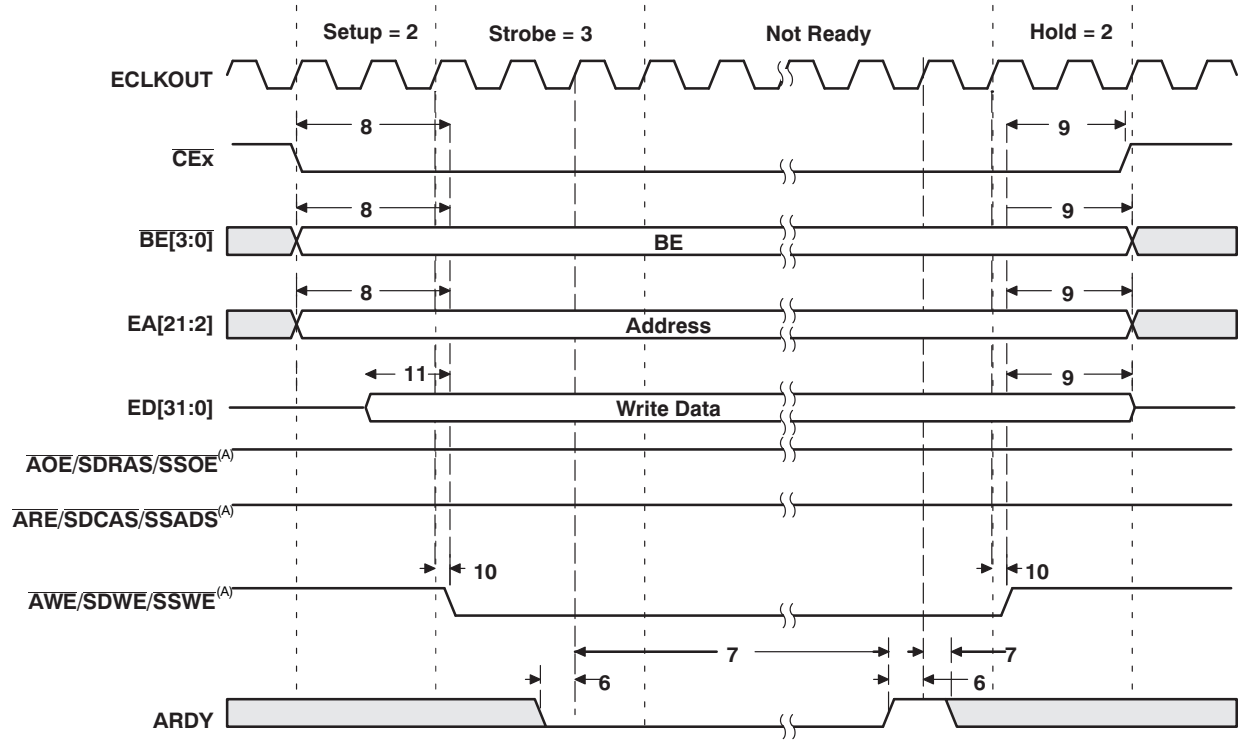 Setup = 2 Strobe = 3 Not Ready Hold = 2
ECLKOUT
8 9
CEx
8 9
BE[3:0] BE
8 9
EA[21:2] Address
11 9
ED[31:0] Write Data
AOE/SDRAS/SSOE(A)
ARE/SDCAS/SSADS(A)
10 10
AWE/SDWE/SSWE(A)
7 7
6 6
ARDY